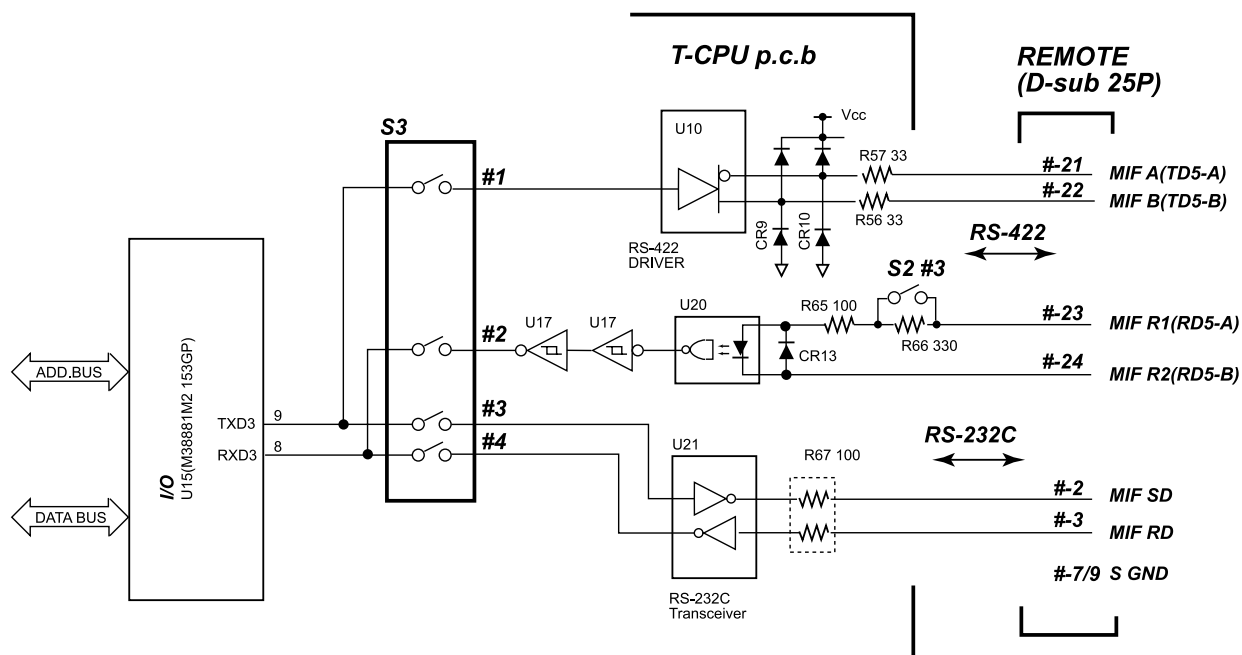 T-CPU p.c.b
REMOTE
(D-sub 25P)
S3
U10
Vcc
#1
R57 33
#-21
MIF A(TD5-A)
#-22
MIF B(TD5-B)
R56 33
CR9
CR10
RS-422
DRIVER
RS-422
S2 #3
#2
U17
U17
U20
R65 100
#-23
MIF R1(RD5-A)
R66 330
CR13
#-24
MIF R2(RD5-B)
ADD.BUS
TXD3
9
#3
RXD3
8
#4
U21
R67 100
RS-232C
I/O
U15(M38881M2 153GP)
#-2
MIF SD
DATA BUS
#-3
MIF RD
#-7/9 S GND
RS-232C
Transceiver